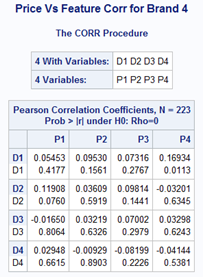 Price Vs Feature Corr for Brand 4
The CORR Procedure
4 With Variables: D1 D2 D3 D4
4 Variables: P1 P2 P3 P4
Pearson Correlation Coefficients, N = 223
Prob > |r| under H0: Rho=0
P1 P2 P3 P4
D1 0.05453 0.09530 0.07316 0.16934
D1 0.4177 0.1561 0.2767 0.0113
D2 0.11908 0.03609 0.09814 -0.03201
D2 0.0760 0.5919 0.1441 0.6345
D3 -0.01650 0.03219 0.07002 0.03298
D3 0.8064 0.6326 0.2979 0.6243
D4 0.02948 -0.00929 -0.08199 -0.04144
D4 0.6615 0.8903 0.2226 0.5381